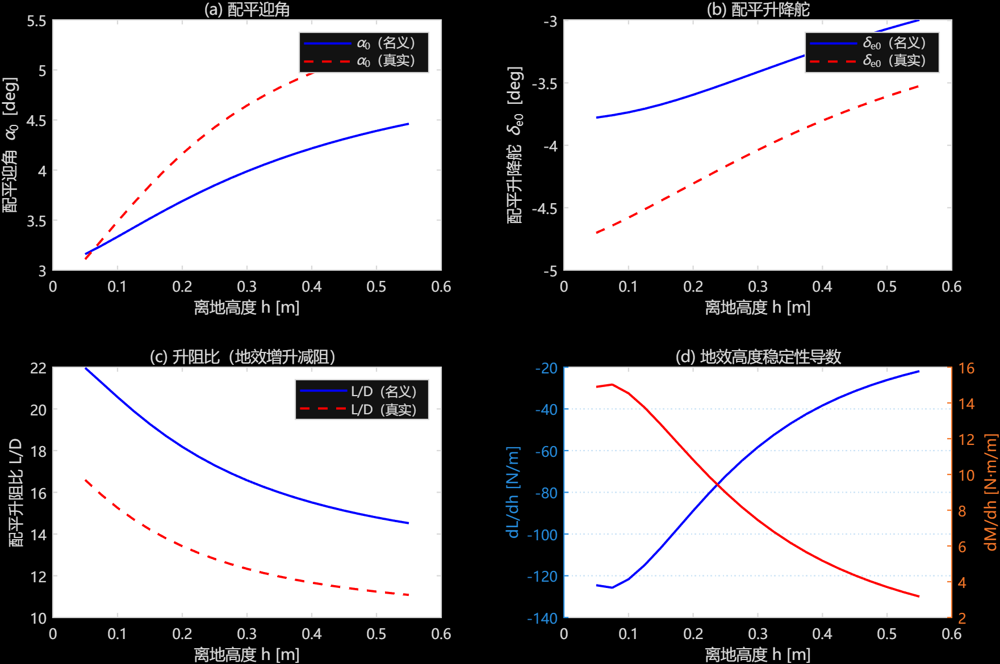 (a) 配平迎角
5.5
5
4.5
4
3.5
3
配平迎角 α0 [deg]
α0（名义）
α0（真实）
0 0.1 0.2 0.3 0.4 0.5 0.6
离地高度 h [m]
(b) 配平升降舵
-3
-3.5
-4
-4.5
-5
配平升降舵 δe0 [deg]
δe0（名义）
δe0（真实）
0 0.1 0.2 0.3 0.4 0.5 0.6
离地高度 h [m]
(c) 升阻比（地效增升减阻）
22
20
18
16
14
12
10
配平升阻比 L/D
L/D（名义）
L/D（真实）
0 0.1 0.2 0.3 0.4 0.5 0.6
离地高度 h [m]
(d) 地效高度稳定性导数
-20
-40
-60
-80
-100
-120
-140
dL/dh [N/m]
16
14
12
10
8
6
4
2
dM/dh [N·m/m]
0 0.1 0.2 0.3 0.4 0.5 0.6
离地高度 h [m]